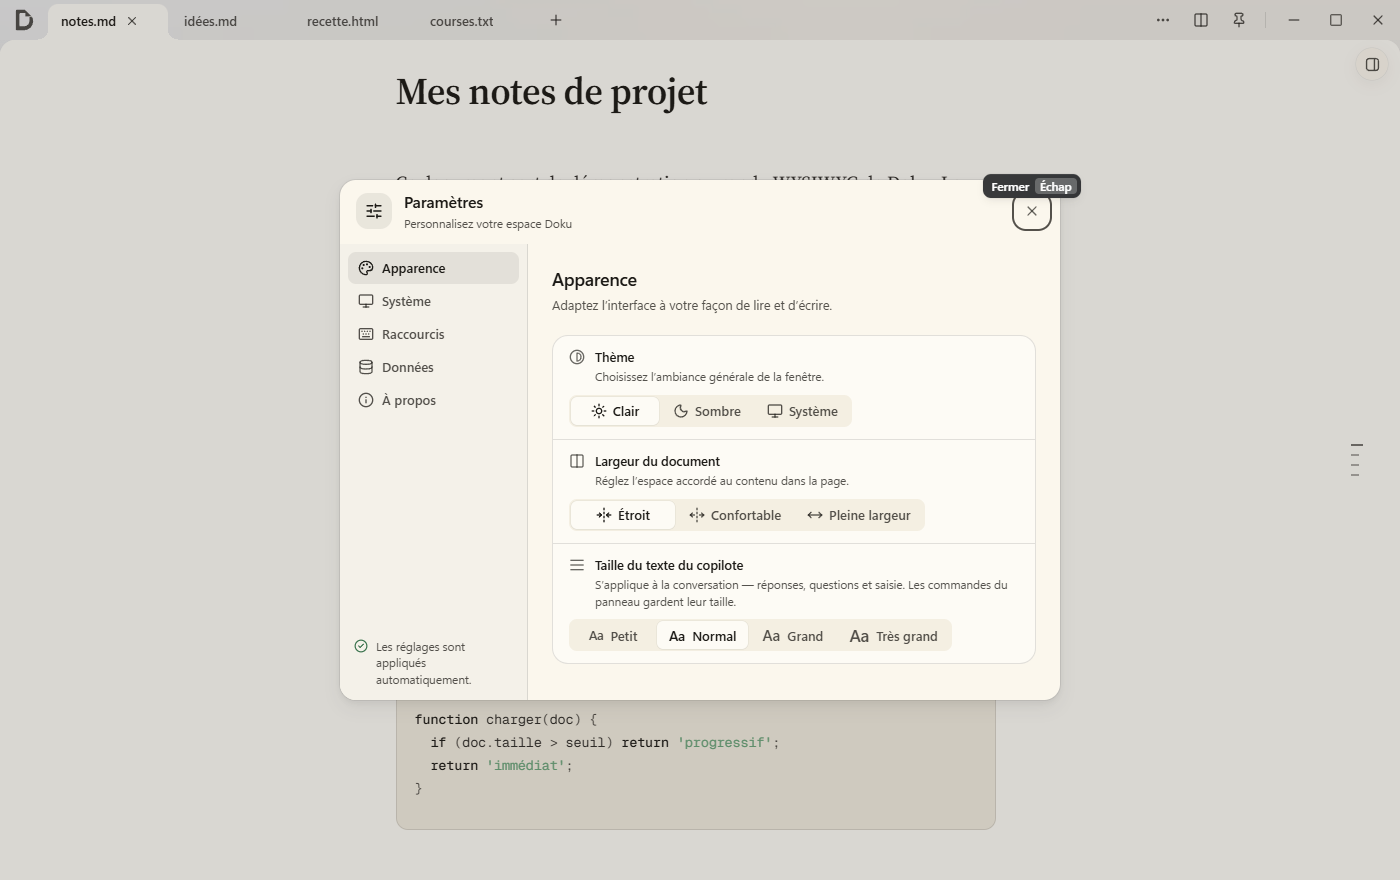 notes.md
idées.md
recette.html
courses.txt
Mes notes de projet
Fermer Échap
Paramètres
Personnalisez votre espace Doku
Apparence
Système
Raccourcis
Données
À propos
Les réglages sont
appliqués
automatiquement.
Apparence
Adaptez l'interface à votre façon de lire et d'écrire.
Thème
Choisissez l'ambiance générale de la fenêtre.
Clair
Sombre
Système
Largeur du document
Réglez l'espace accordé au contenu dans la page.
Étroit
Confortable
Pleine largeur
Taille du texte du copilote
S'applique à la conversation — réponses, questions et saisie. Les commandes du
panneau gardent leur taille.
Aa Petit
Aa Normal
Aa Grand
Aa Très grand
function charger(doc) {
if (doc.taille > seuil) return 'progressif';
return 'immédiat';
}